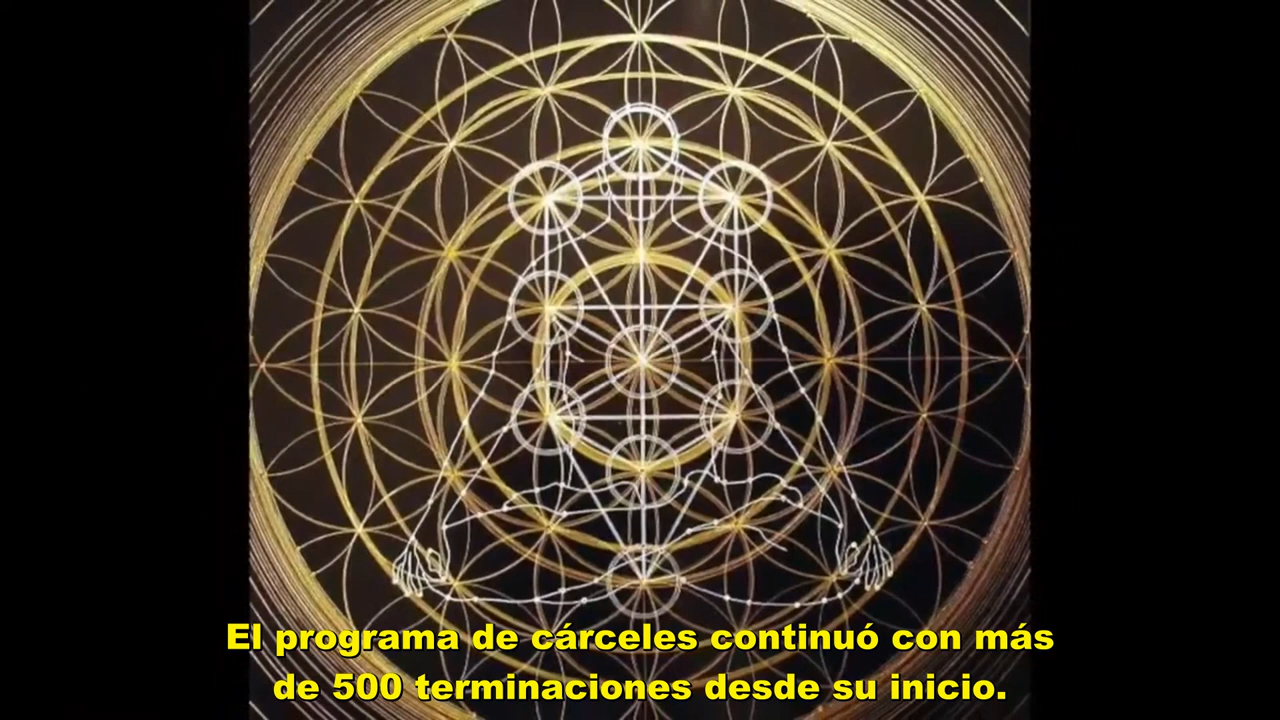 El programa de cárceles continuó con más
de 500 terminaciones desde su inicio.